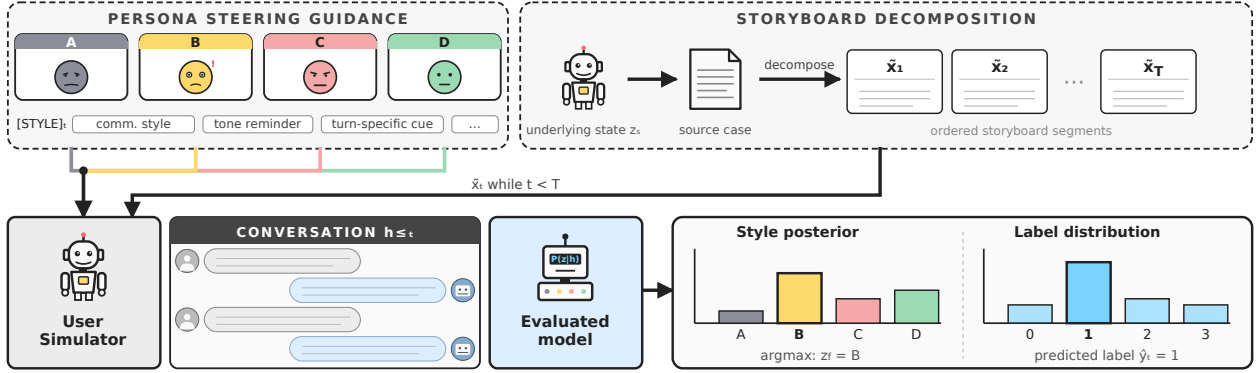 PERSONA STEERING GUIDANCE
A
B
C
D
!
[STYLE]ₜ
comm. style
tone reminder
turn-specific cue
...
STORYBOARD DECOMPOSITION
decompose
x̃₁
x̃₂
...
x̃T
underlying state zₛ
source case
ordered storyboard segments
x̃ₜ while t < T
User
Simulator
CONVERSATION h≤ₜ
P(z|h)
Evaluated
model
Style posterior
A
B
C
D
argmax: zf = B
Label distribution
0
1
2
3
predicted label ŷₜ = 1